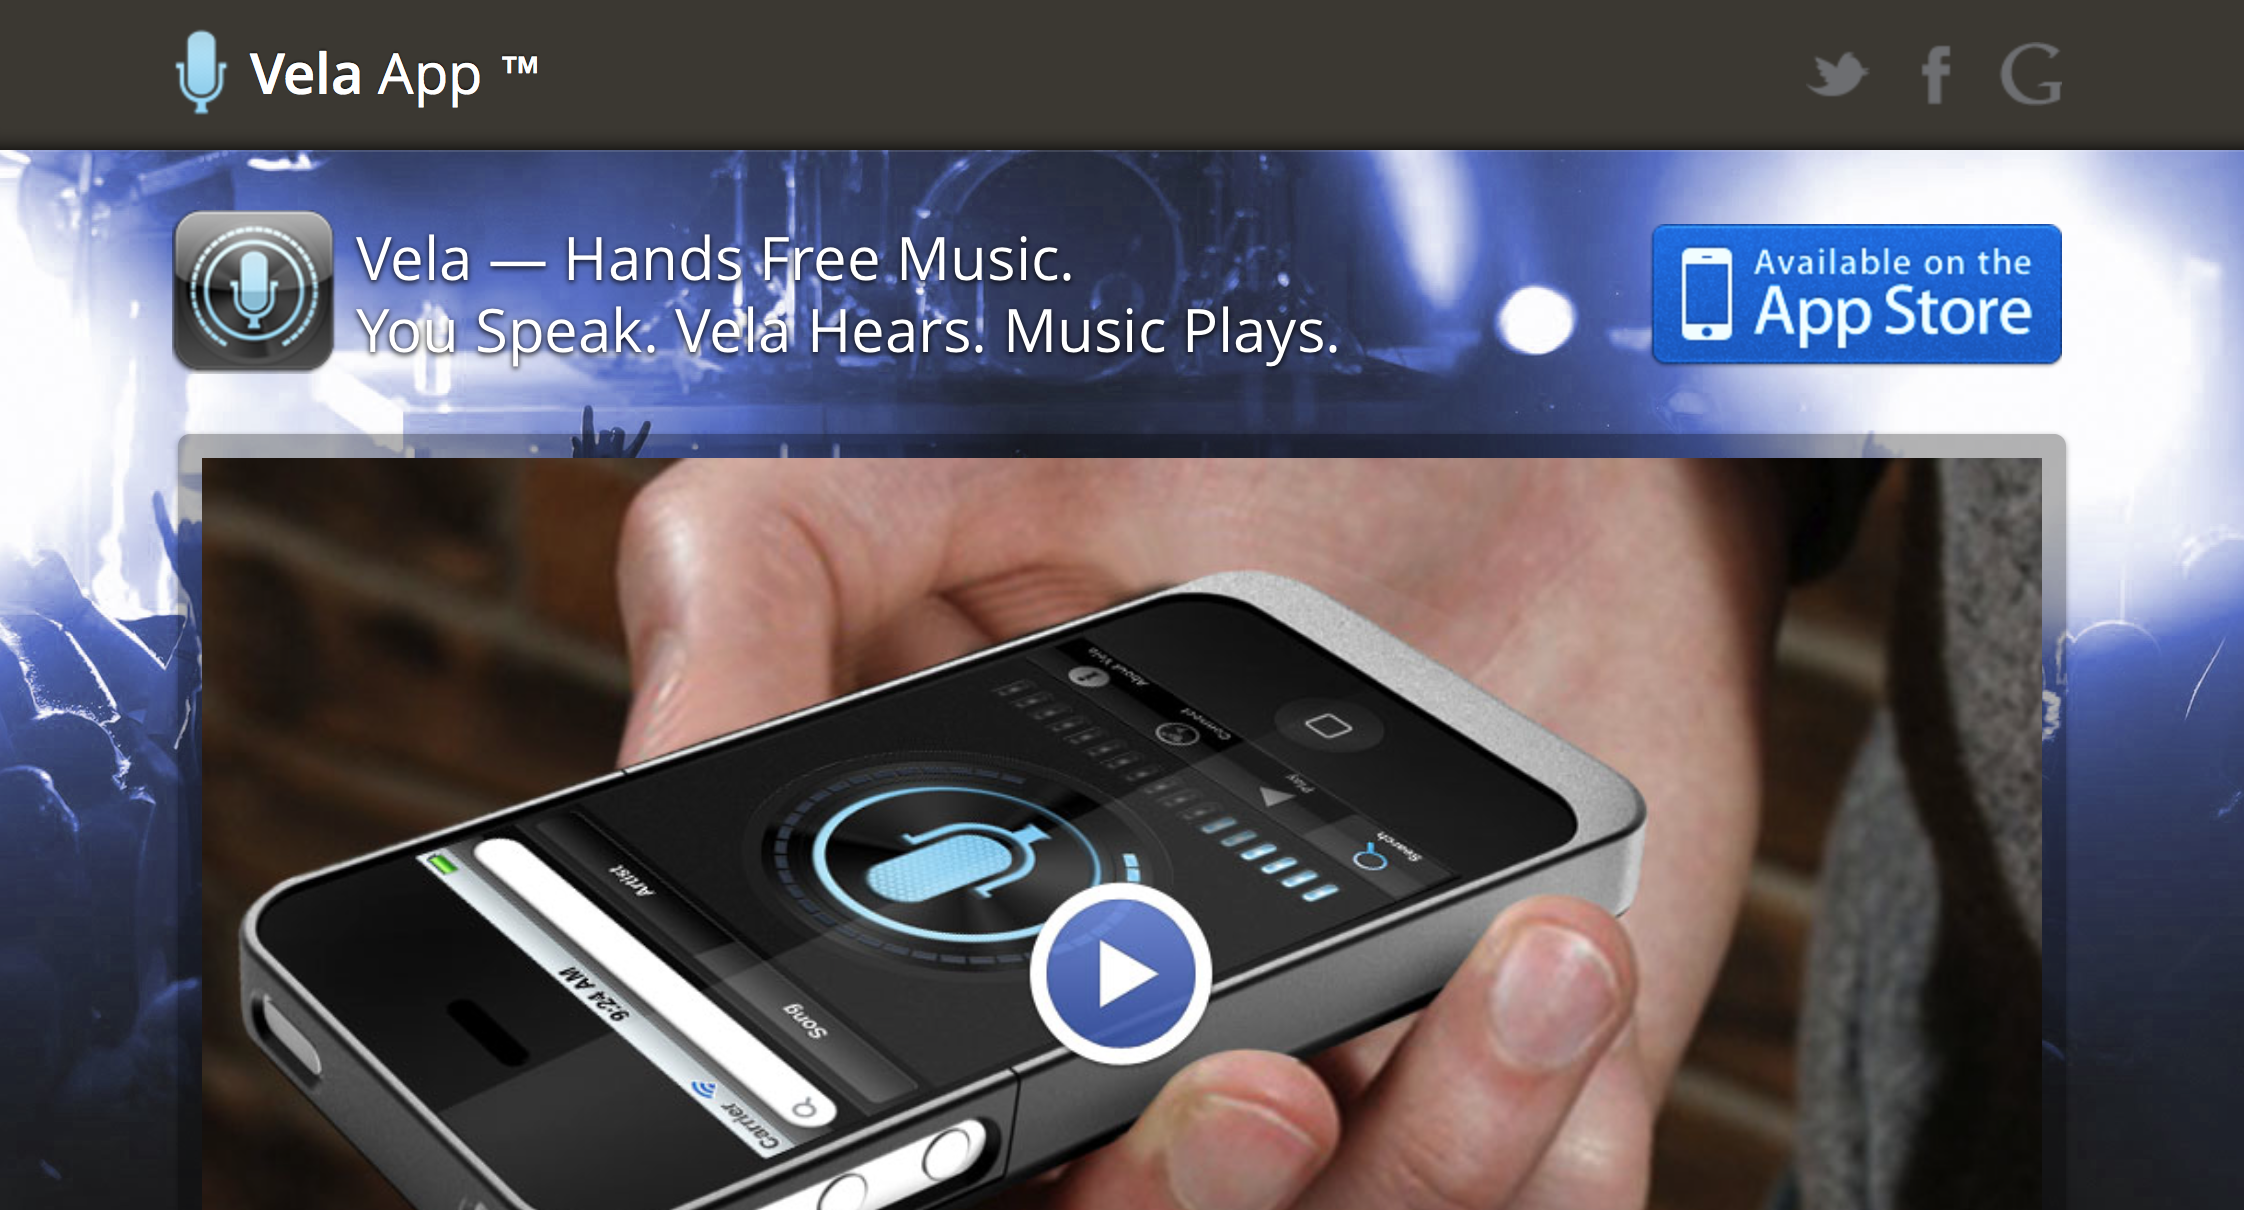 Vela App ™
Vela — Hands Free Music.
You Speak. Vela Hears. Music Plays.
Available on the
App Store
About Vela
Connect
Play
Search
Artist
Song
9:24 AM
Carrier